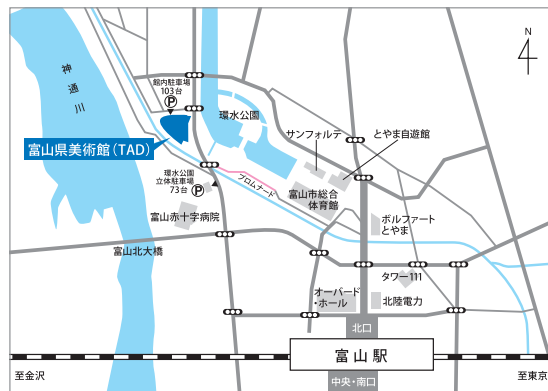 神通川
館内駐車場
103台
P
環水公園
サンフォルテ
とやま自遊館
富山県美術館(TAD)
環水公園
立体駐車場
73台
P
プロムナード
富山市総合
体育館
富山赤十字病院
ボルファート
とやま
富山北大橋
タワー111
オーバード
・ホール
北陸電力
北口
富山駅
中央・南口
至金沢
至東京
4